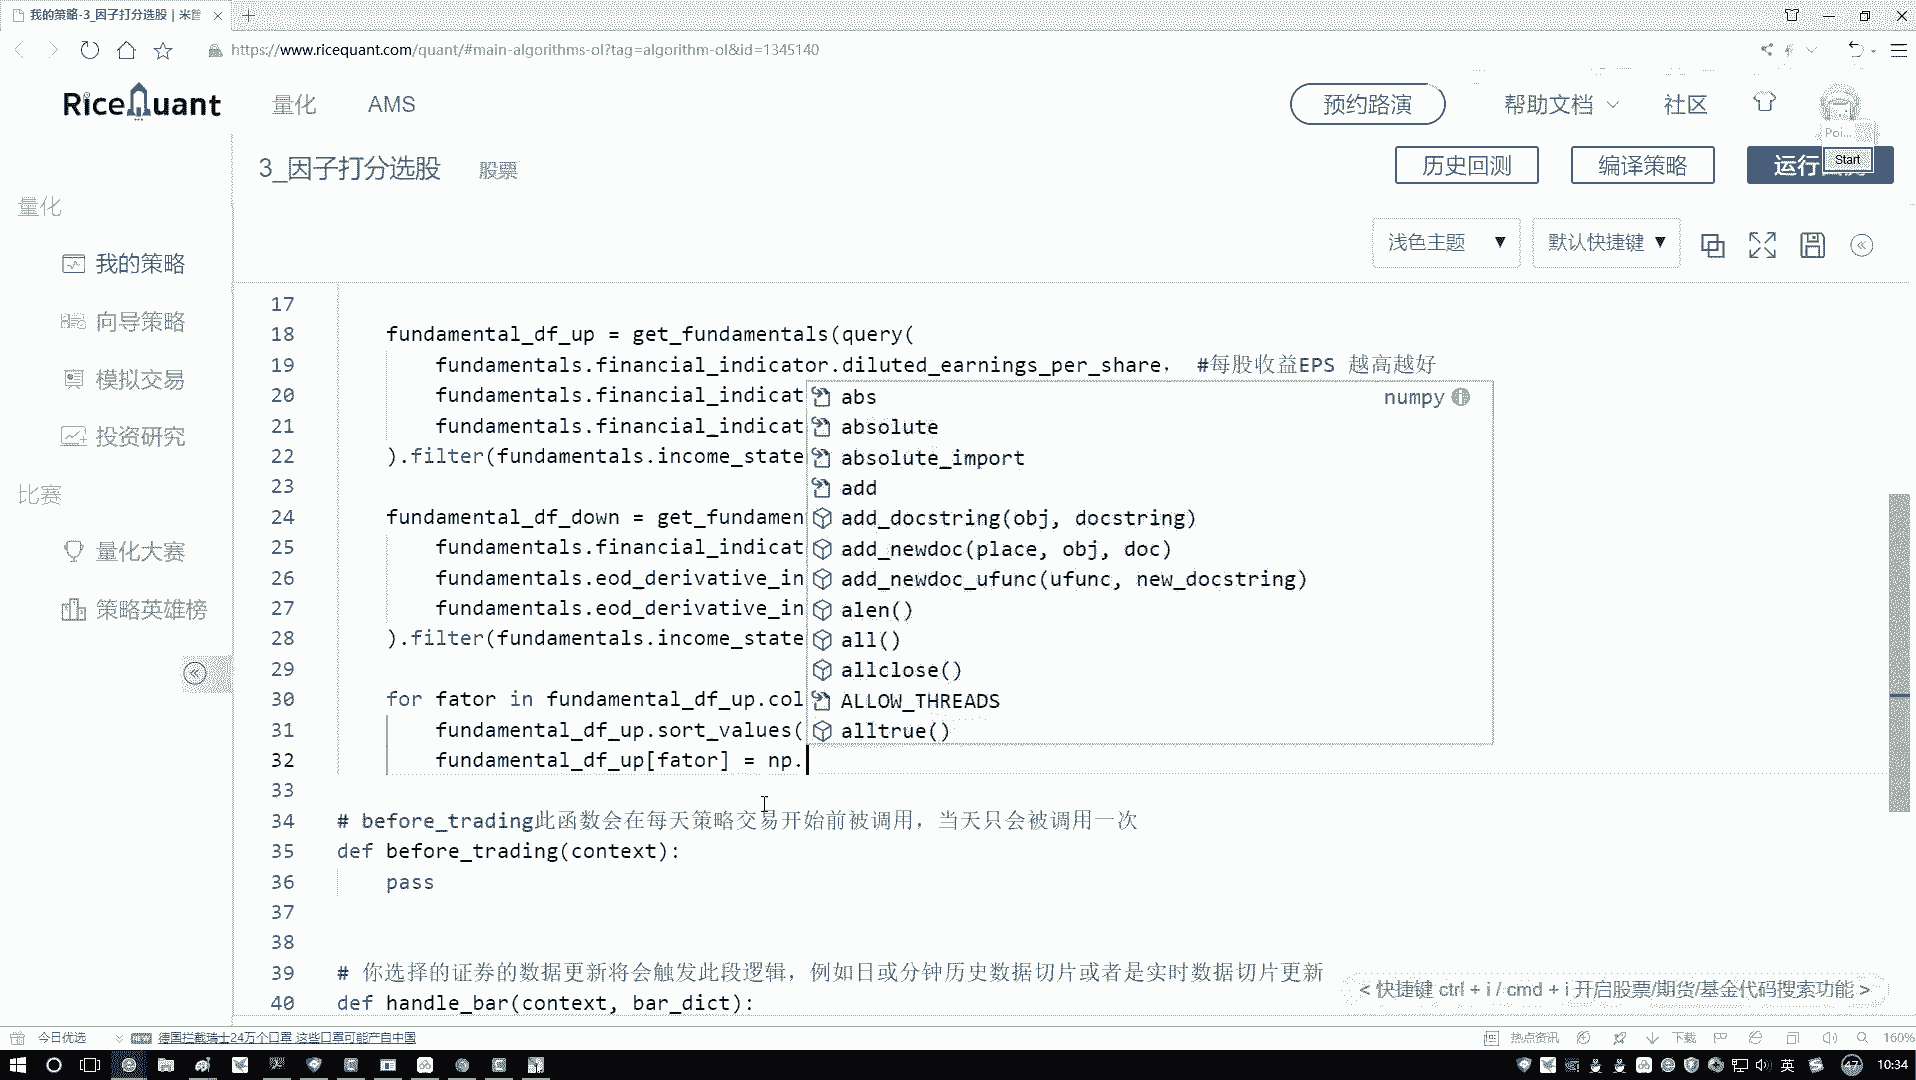 我的策略-3_因子打分选股 | 米筐
https://www.ricequant.com/quant/#main-algorithms-ol?tag=algorithm-ol&id=1345140
RiceQuant
量化
AMS
预约路演
帮助文档
社区
Poi...
Start
3_因子打分选股
股票
历史回测
编译策略
运行
量化
我的策略
向导策略
模拟交易
投资研究
比赛
量化大赛
策略英雄榜
浅色主题 ▼
默认快捷键 ▼
17
18 fundamental_df_up = get_fundamentals(query(
19 fundamentals.financial_indicator.diluted_earnings_per_share, #每股收益EPS 越高越好
20 fundamentals.financial_indicat
21 fundamentals.financial_indicat
22 ).filter(fundamentals.income_state
23
24 fundamental_df_down = get_fundamen
25 fundamentals.financial_indicat
26 fundamentals.eod_derivative_in
27 fundamentals.eod_derivative_in
28 ).filter(fundamentals.income_state
29
30 for fator in fundamental_df_up.col
31 fundamental_df_up.sort_values(
32 fundamental_df_up[fator] = np.
33
34 # before_trading此函数会在每天策略交易开始前被调用，当天只会被调用一次
35 def before_trading(context):
36 pass
37
38
39 # 你选择的证券的数据更新将会触发此段逻辑，例如日或分钟历史数据切片或者是实时数据切片更新
40 def handle_bar(context, bar_dict):
abs numpy
absolute
absolute_import
add
add_docstring(obj, docstring)
add_newdoc(place, obj, doc)
add_newdoc_ufunc(ufunc, new_docstring)
alen()
all()
allclose()
ALLOW_THREADS
alltrue()
< 快捷键 ctrl + i / cmd + i 开启股票/期货/基金代码搜索功能 >
今日优选
德国拦截瑞士24万个口罩 这些口罩可能产自中国
热点资讯
下载
160%
英
47
10:34